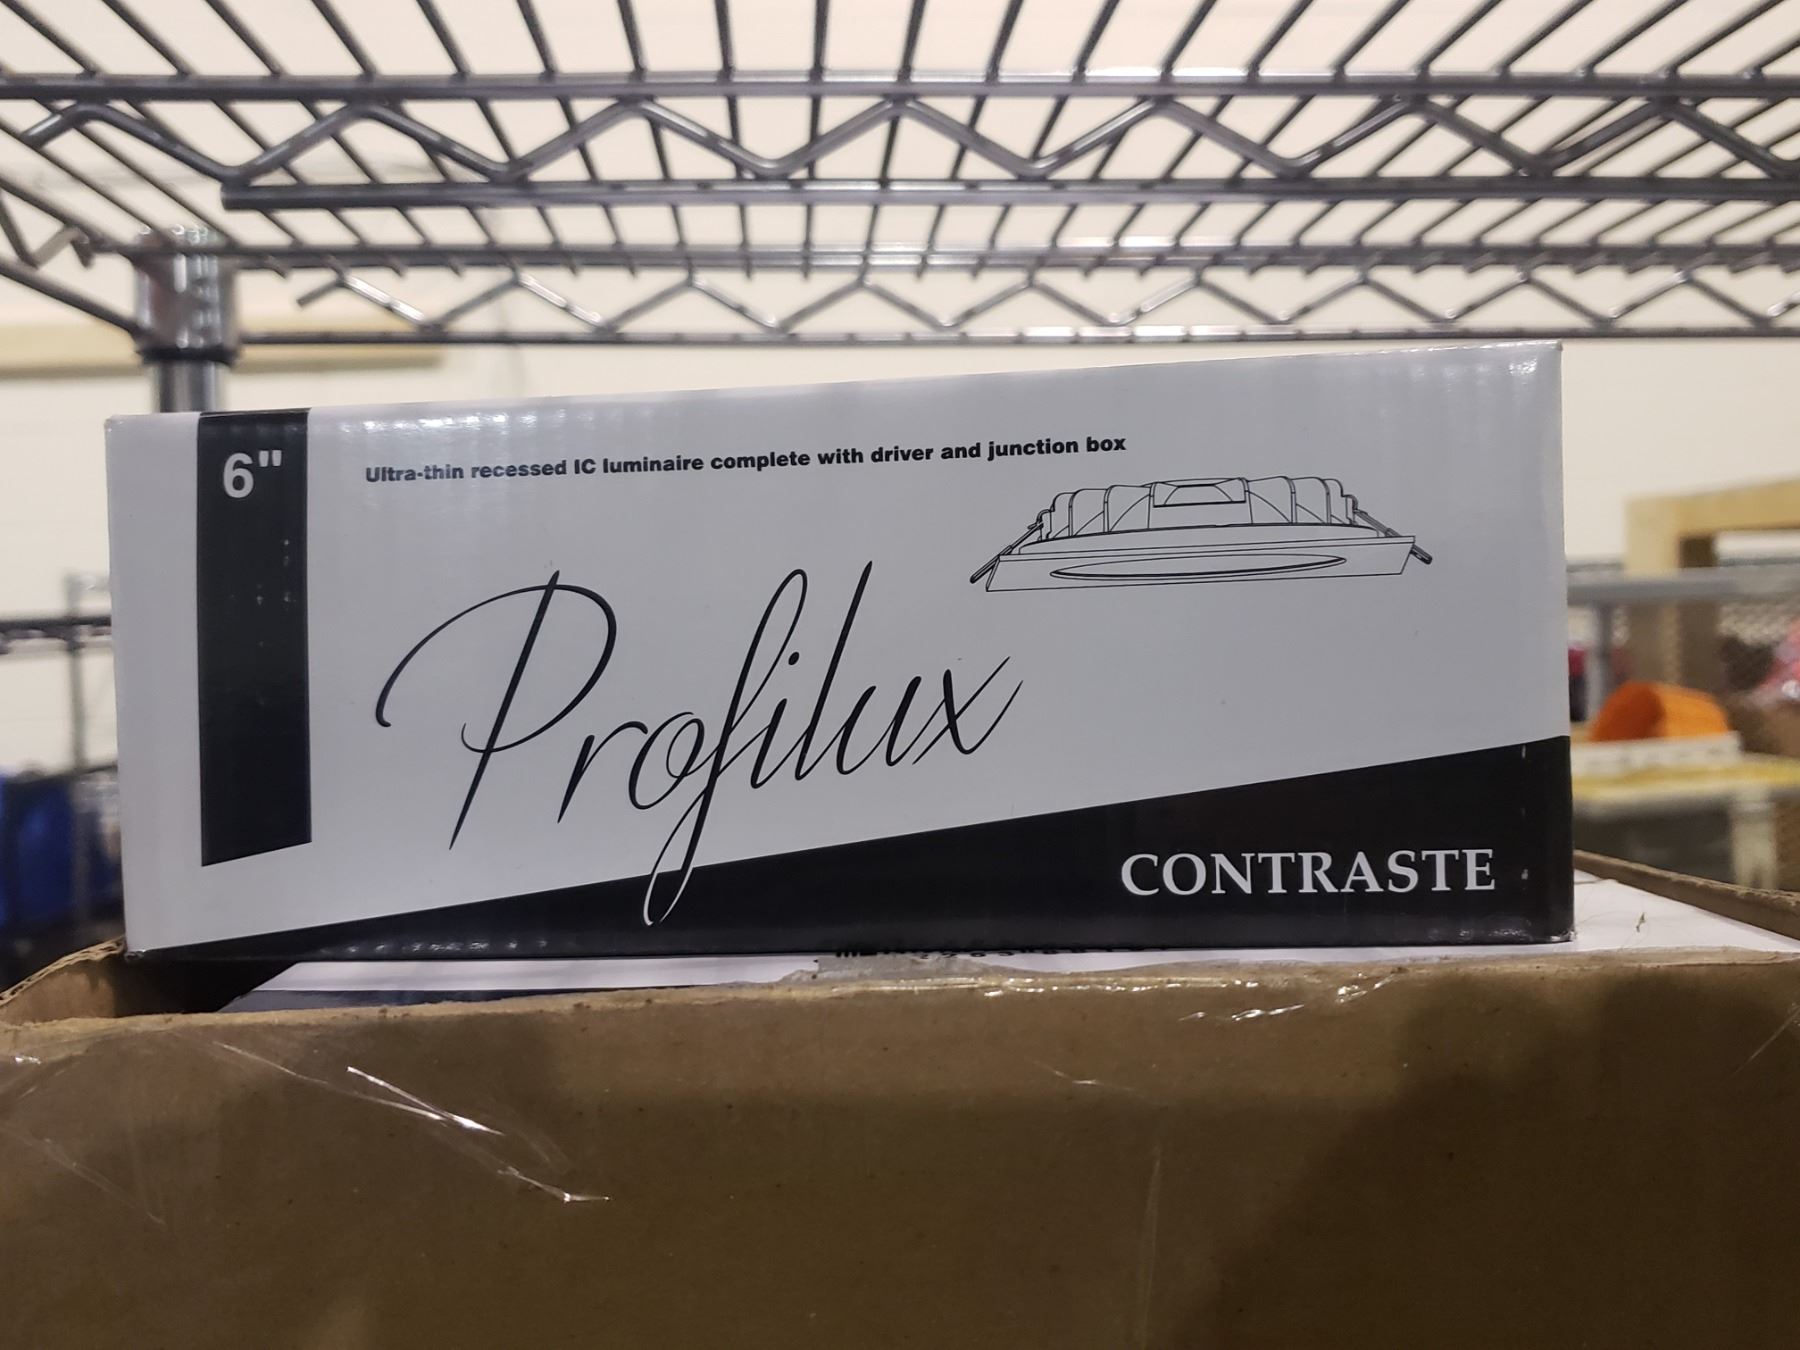 6"
Ultra-thin recessed IC luminaire complete with driver and junction box
Profilux
CONTRASTE